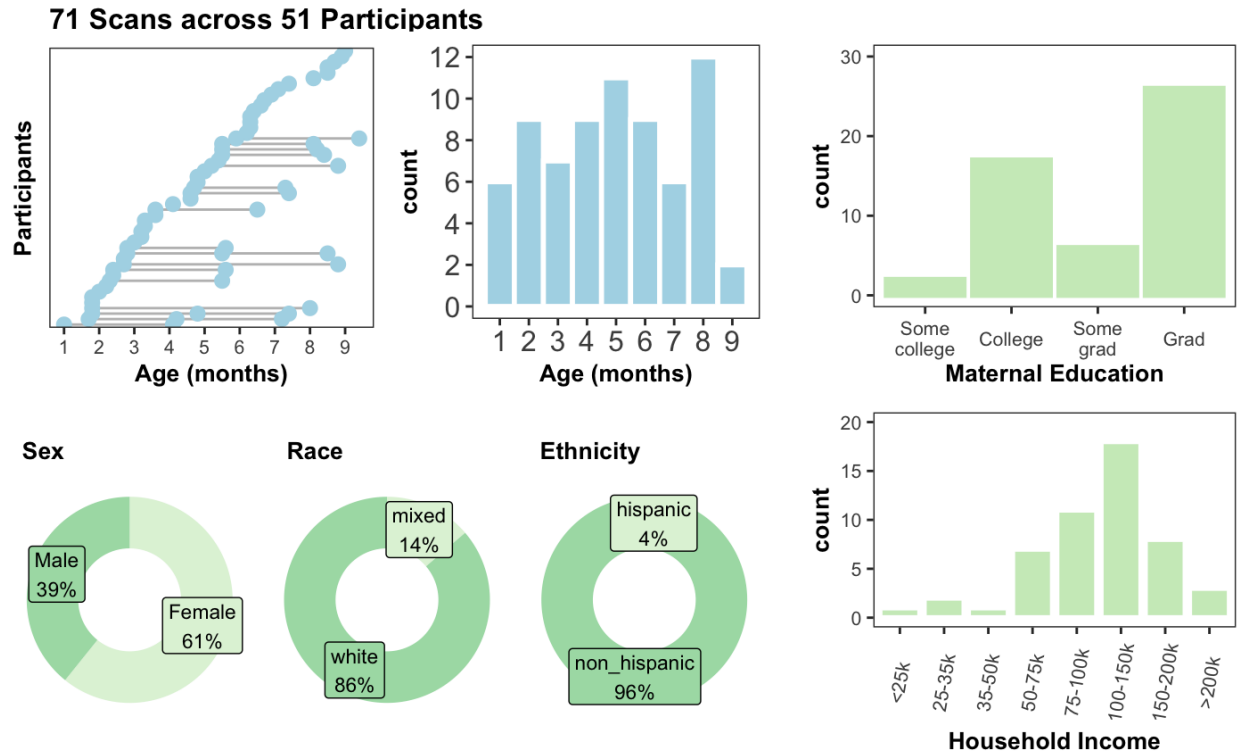 71 Scans across 51 Participants
Participants
1 2 3 4 5 6 7 8 9
Age (months)
count
12
10
8
6
4
2
0
1 2 3 4 5 6 7 8 9
Age (months)
count
30
20
10
0
Some
college
College
Some
grad
Grad
Maternal Education
Sex
Male
39%
Female
61%
Race
mixed
14%
white
86%
Ethnicity
hispanic
4%
non_hispanic
96%
count
20
15
10
5
0
<25k
25-35k
35-50k
50-75k
75-100k
100-150k
150-200k
>200k
Household Income